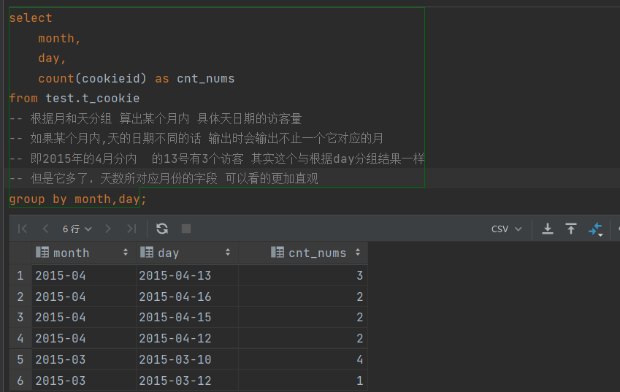 select
month,
day,
count(cookieid) as cnt_nums
from test.t_cookie
-- 根据月和天分组 算出某个月内 具体天日期的访客量
-- 如果某个月内,天的日期不同的话 输出时会输出不止一个它对应的月
-- 即2015年的4月分内 的13号有3个访客 其实这个与根据day分组结果一样
-- 但是它多了．天数所对应月份的字段 可以看的更加直观
group by month,day;
6 行 CSV
month day cnt_nums
1 2015-04 2015-04-13 3
2 2015-04 2015-04-16 2
3 2015-04 2015-04-15 2
4 2015-04 2015-04-12 2
5 2015-03 2015-03-10 4
6 2015-03 2015-03-12 1